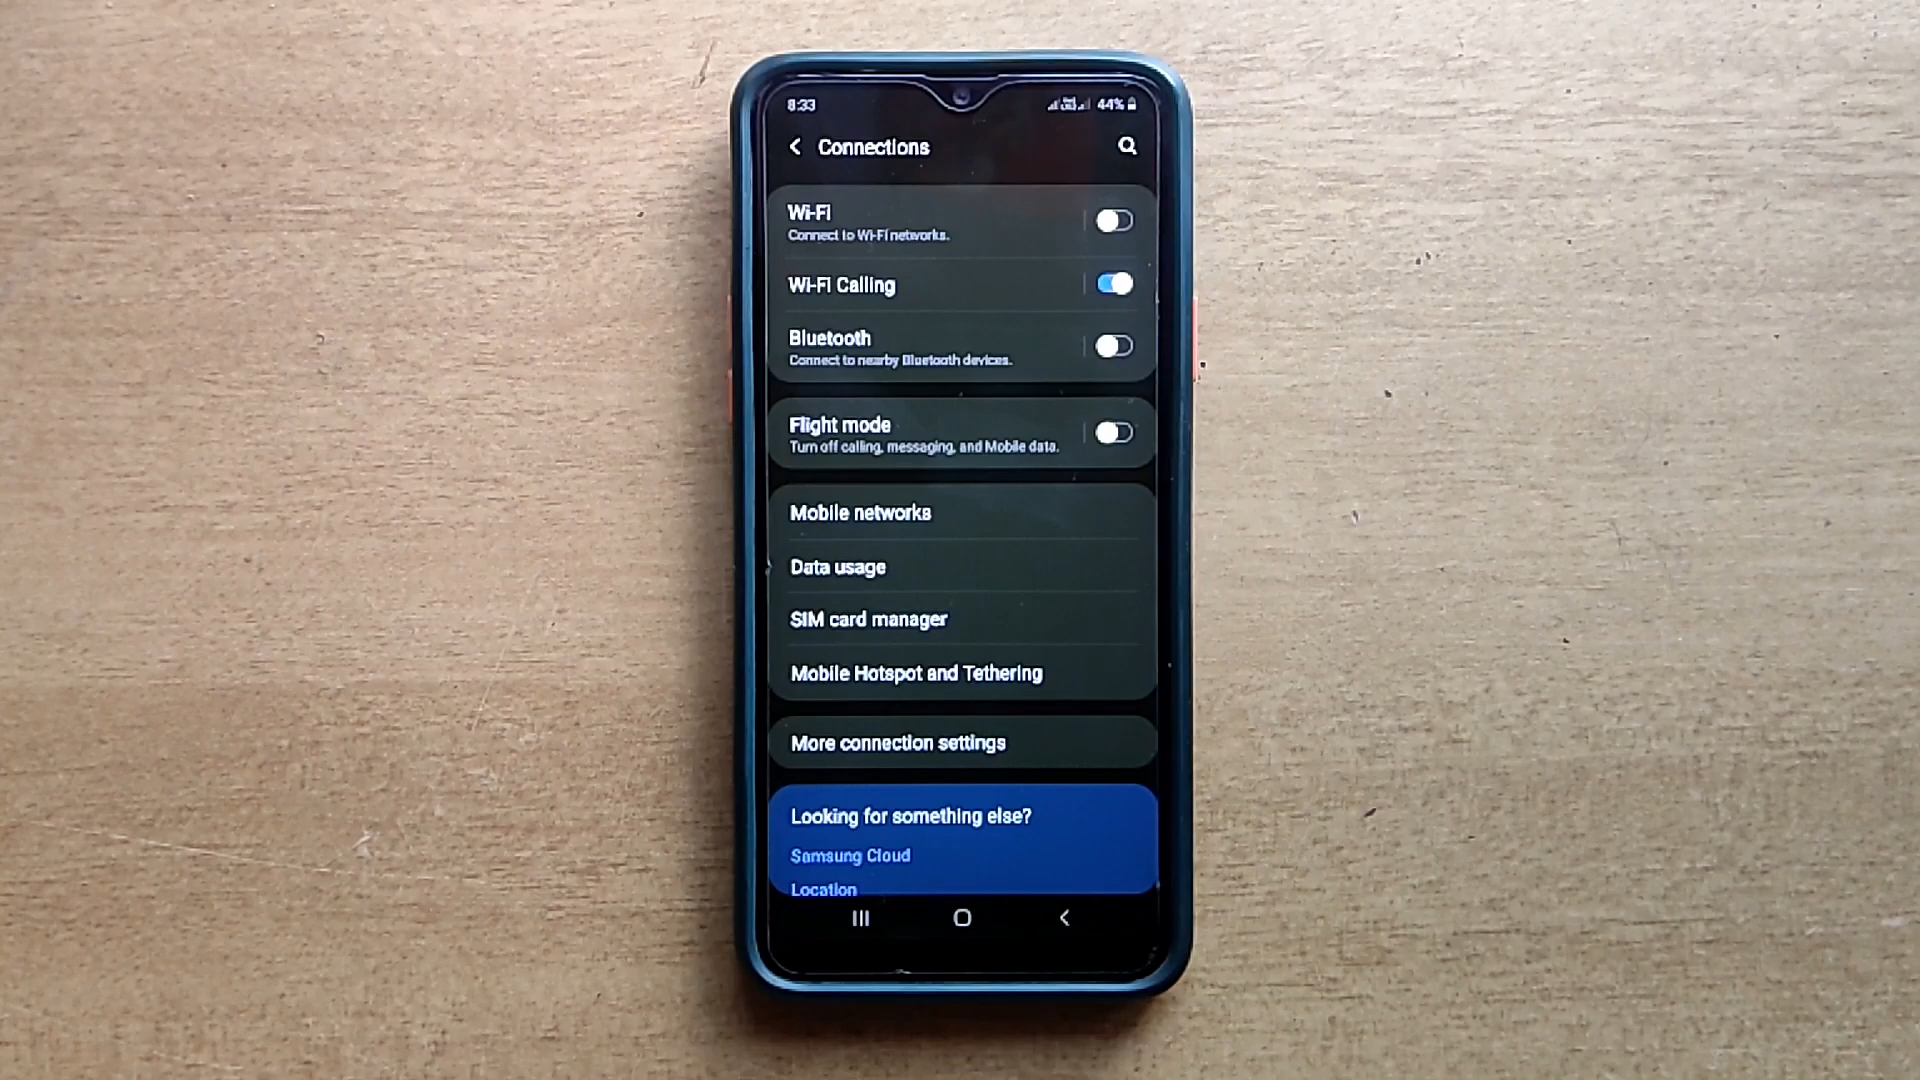 8:33 44%
Connections
Wi-Fi
Connect to Wi-Fi networks.
Wi-Fi Calling
Bluetooth
Connect to nearby Bluetooth devices.
Flight mode
Turn off calling, messaging, and Mobile data.
Mobile networks
Data usage
SIM card manager
Mobile Hotspot and Tethering
More connection settings
Looking for something else?
Samsung Cloud
Location